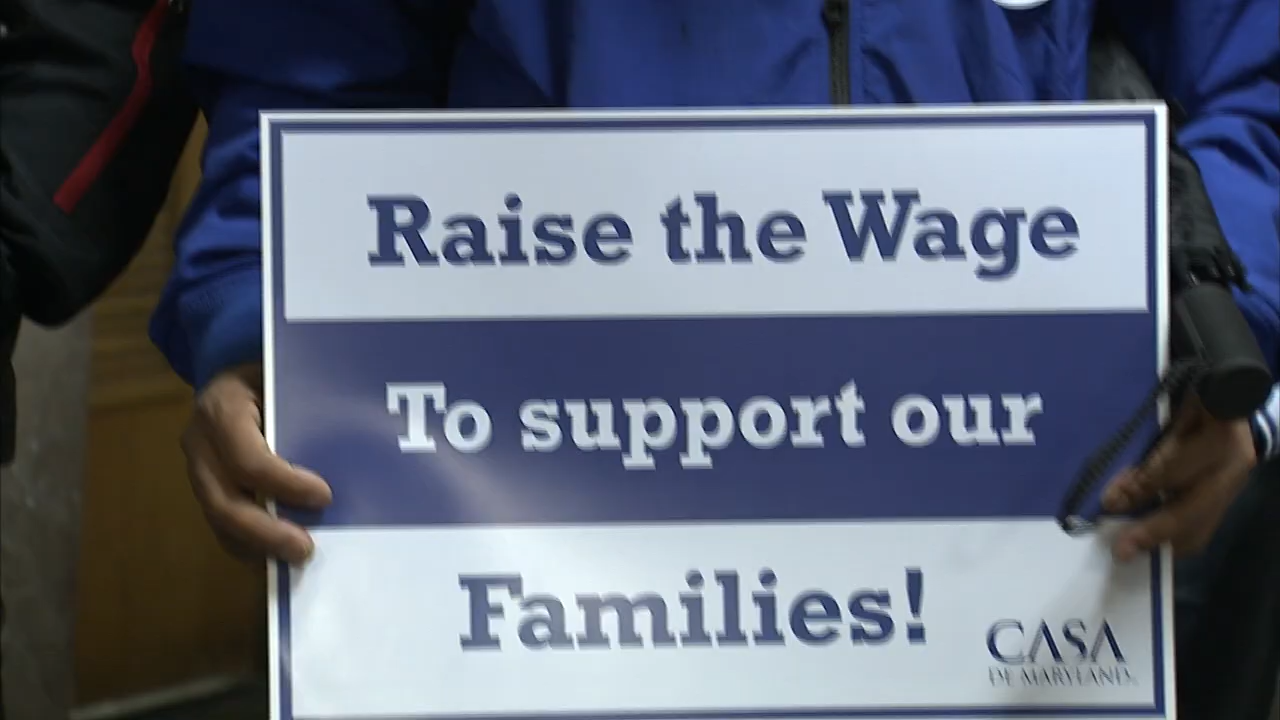 Raise the Wage
To support our
Families!
CASA
DE MARYLAND